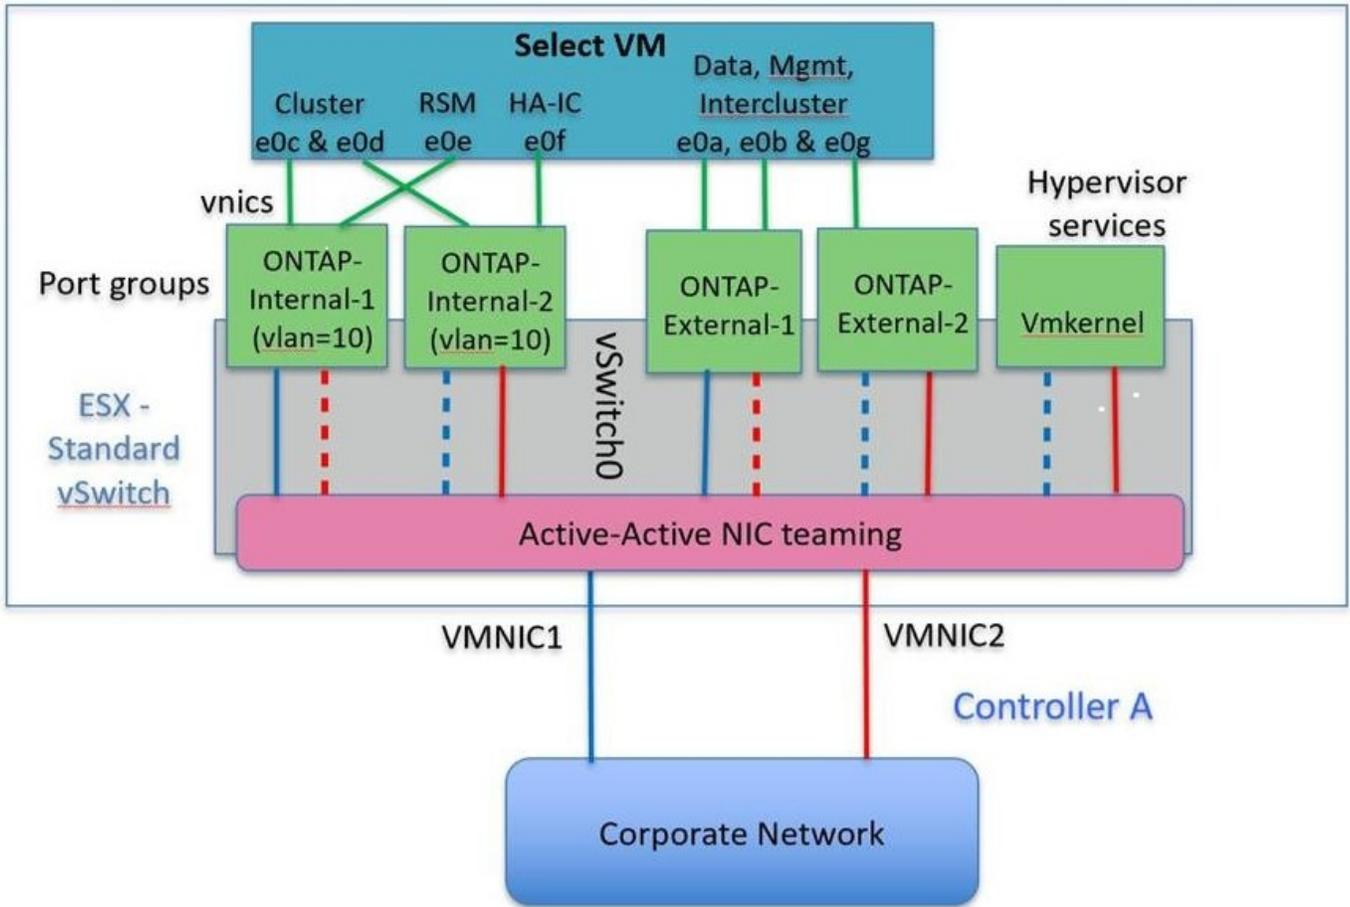 Select VM
Data, Mgmt,
Cluster RSM HA-IC Intercluster
e0c & e0d e0e e0f e0a, e0b & e0g
Hypervisor
services
vnics
Port groups
ONTAP-
Internal-1
(vlan=10)
ONTAP-
Internal-2
(vlan=10)
vSwitch0
ONTAP-
External-1
ONTAP-
External-2
Vmkernel
ESX -
Standard
vSwitch
Active-Active NIC teaming
VMNIC1
VMNIC2
Controller A
Corporate Network